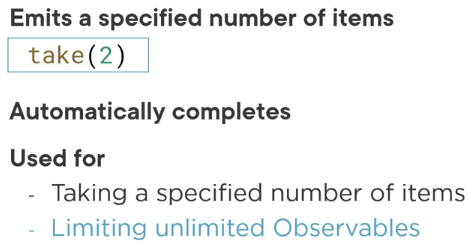 Emits a specified number of items
take(2)
Automatically completes
Used for
- Taking a specified number of items
- Limiting unlimited Observables